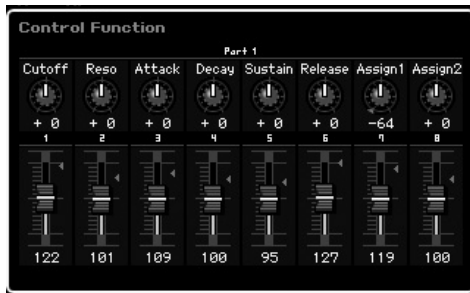 Control Function
Part 1
Cutoff Reso Attack Decay Sustain Release Assign1 Assign2
+ 0 + 0 + 0 + 0 + 0 + 0 -64 + 0
1 2 3 4 5 6 7 8
122 101 109 100 95 127 119 100